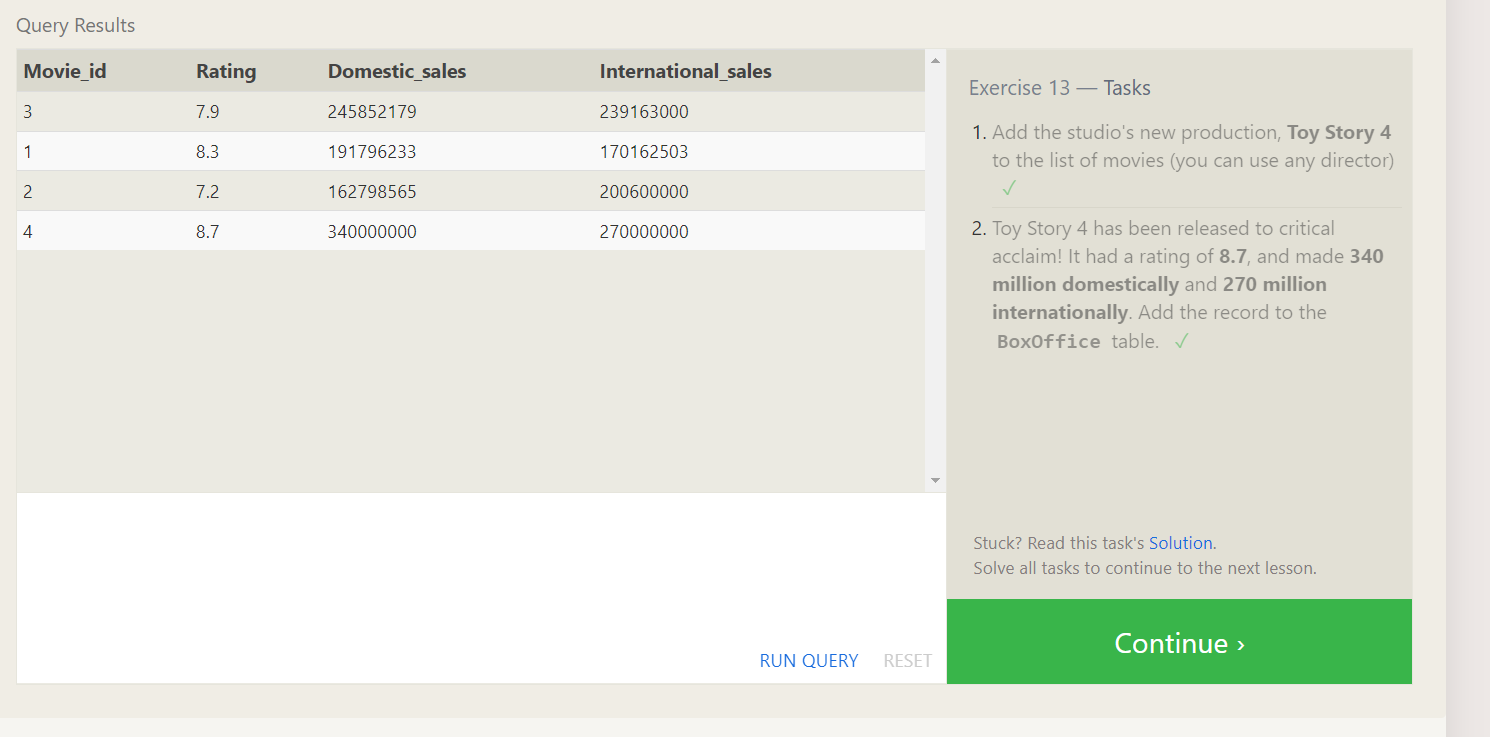 Query Results
Movie_id Rating Domestic_sales International_sales
3 7.9 245852179 239163000
1 8.3 191796233 170162503
2 7.2 162798565 200600000
4 8.7 340000000 270000000
RUN QUERY RESET
Exercise 13 — Tasks
1. Add the studio's new production, Toy Story 4
to the list of movies (you can use any director)
✓
2. Toy Story 4 has been released to critical
acclaim! It had a rating of 8.7, and made 340
million domestically and 270 million
internationally. Add the record to the
BoxOffice table. ✓
Stuck? Read this task's Solution.
Solve all tasks to continue to the next lesson.
Continue ›